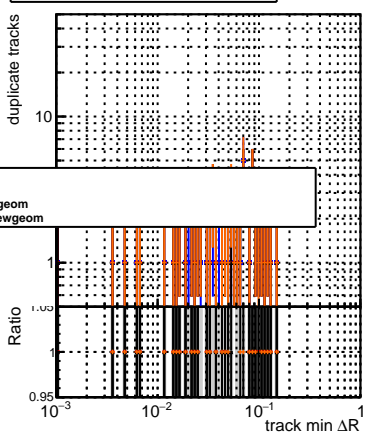 duplicate tracks
10
geom
ewgeom
1
1.05
Ratio
1
0.95
10⁻³
10⁻²
10⁻¹
1
track min ΔR